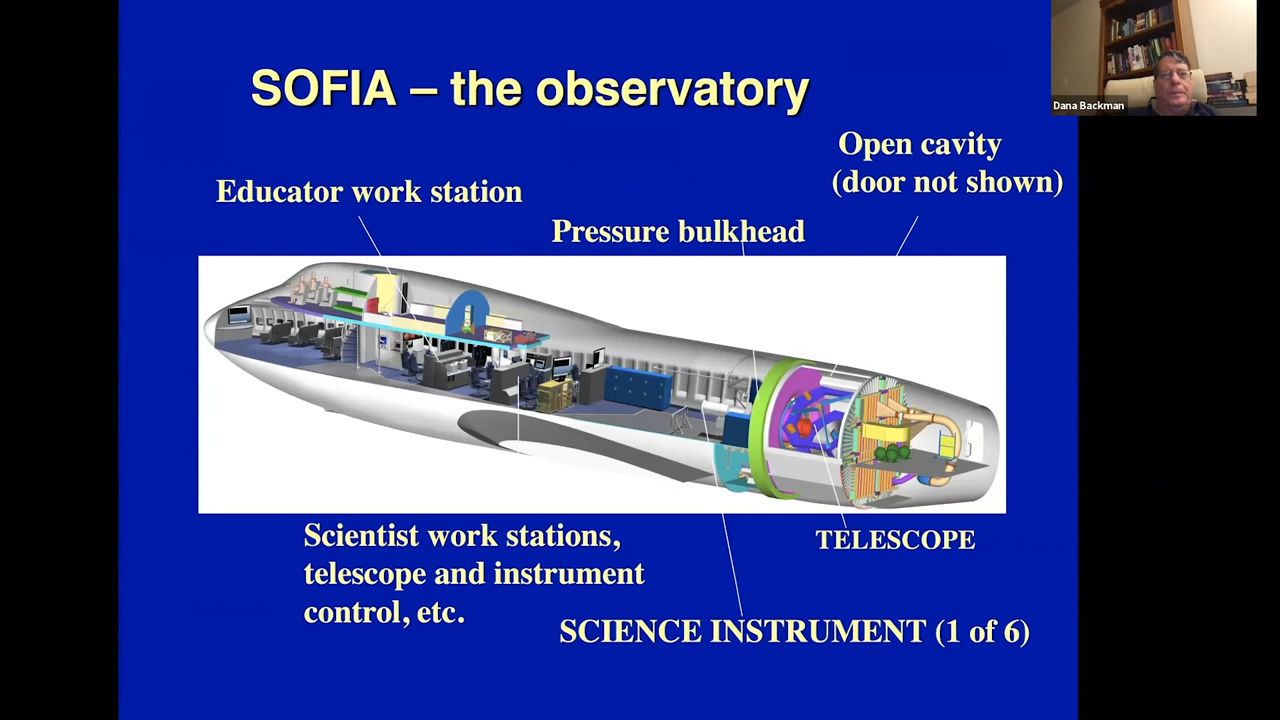 SOFIA – the observatory
Dana Backman
Open cavity
(door not shown)
Educator work station
Pressure bulkhead
Scientist work stations,
telescope and instrument
control, etc.
TELESCOPE
SCIENCE INSTRUMENT (1 of 6)